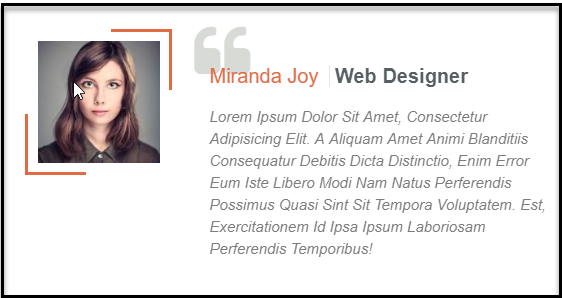 Miranda Joy | Web Designer
Lorem Ipsum Dolor Sit Amet, Consectetur
Adipisicing Elit. A Aliquam Amet Animi Blanditiis
Consequatur Debitis Dicta Distinctio, Enim Error
Eum Iste Libero Modi Nam Natus Perferendis
Possimus Quasi Sint Sit Tempora Voluptatem. Est,
Exercitationem Id Ipsa Ipsum Laboriosam
Perferendis Temporibus!